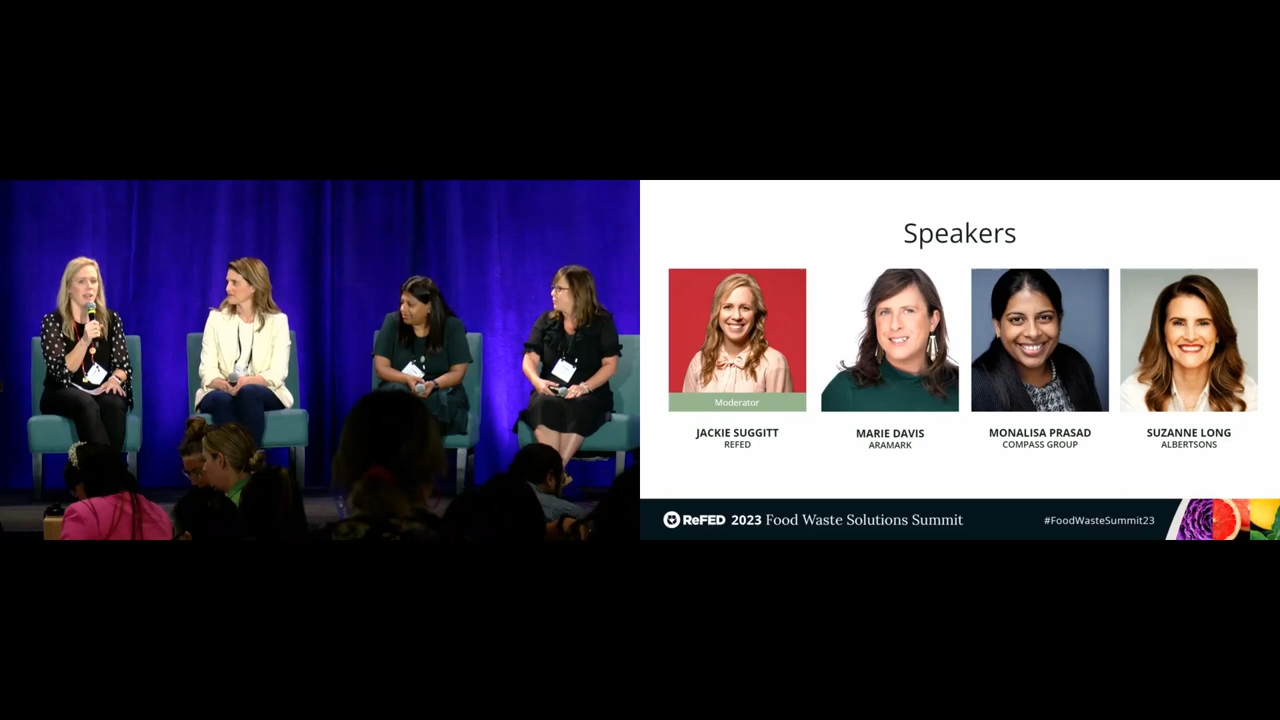 Speakers
Moderator
JACKIE SUGGITT
REFED
MARIE DAVIS
ARAMARK
MONALISA PRASAD
COMPASS GROUP
SUZANNE LONG
ALBERTSONS
ReFED 2023 Food Waste Solutions Summit
#FoodWasteSummit23